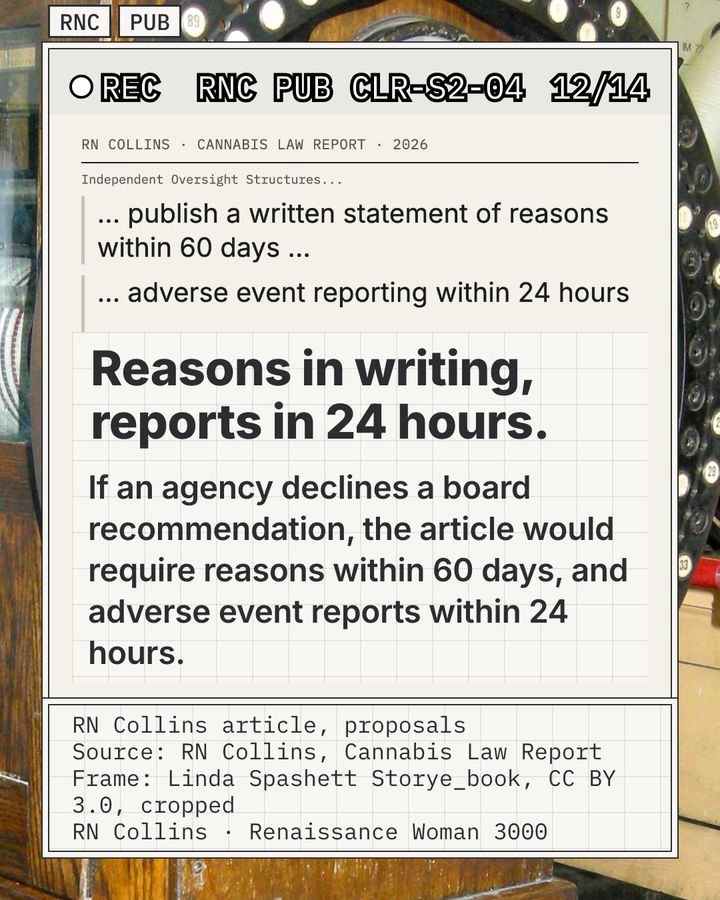 RNC PUB 89
REC RNC PUB CLR-S2-04 12/14
RN COLLINS · CANNABIS LAW REPORT · 2026
Independent Oversight Structures...
... publish a written statement of reasons
within 60 days ...
... adverse event reporting within 24 hours
Reasons in writing,
reports in 24 hours.
If an agency declines a board
recommendation, the article would
require reasons within 60 days, and
adverse event reports within 24
hours.
RN Collins article, proposals
Source: RN Collins, Cannabis Law Report
Frame: Linda Spashett Storye_book, CC BY
3.0, cropped
RN Collins · Renaissance Woman 3000
33